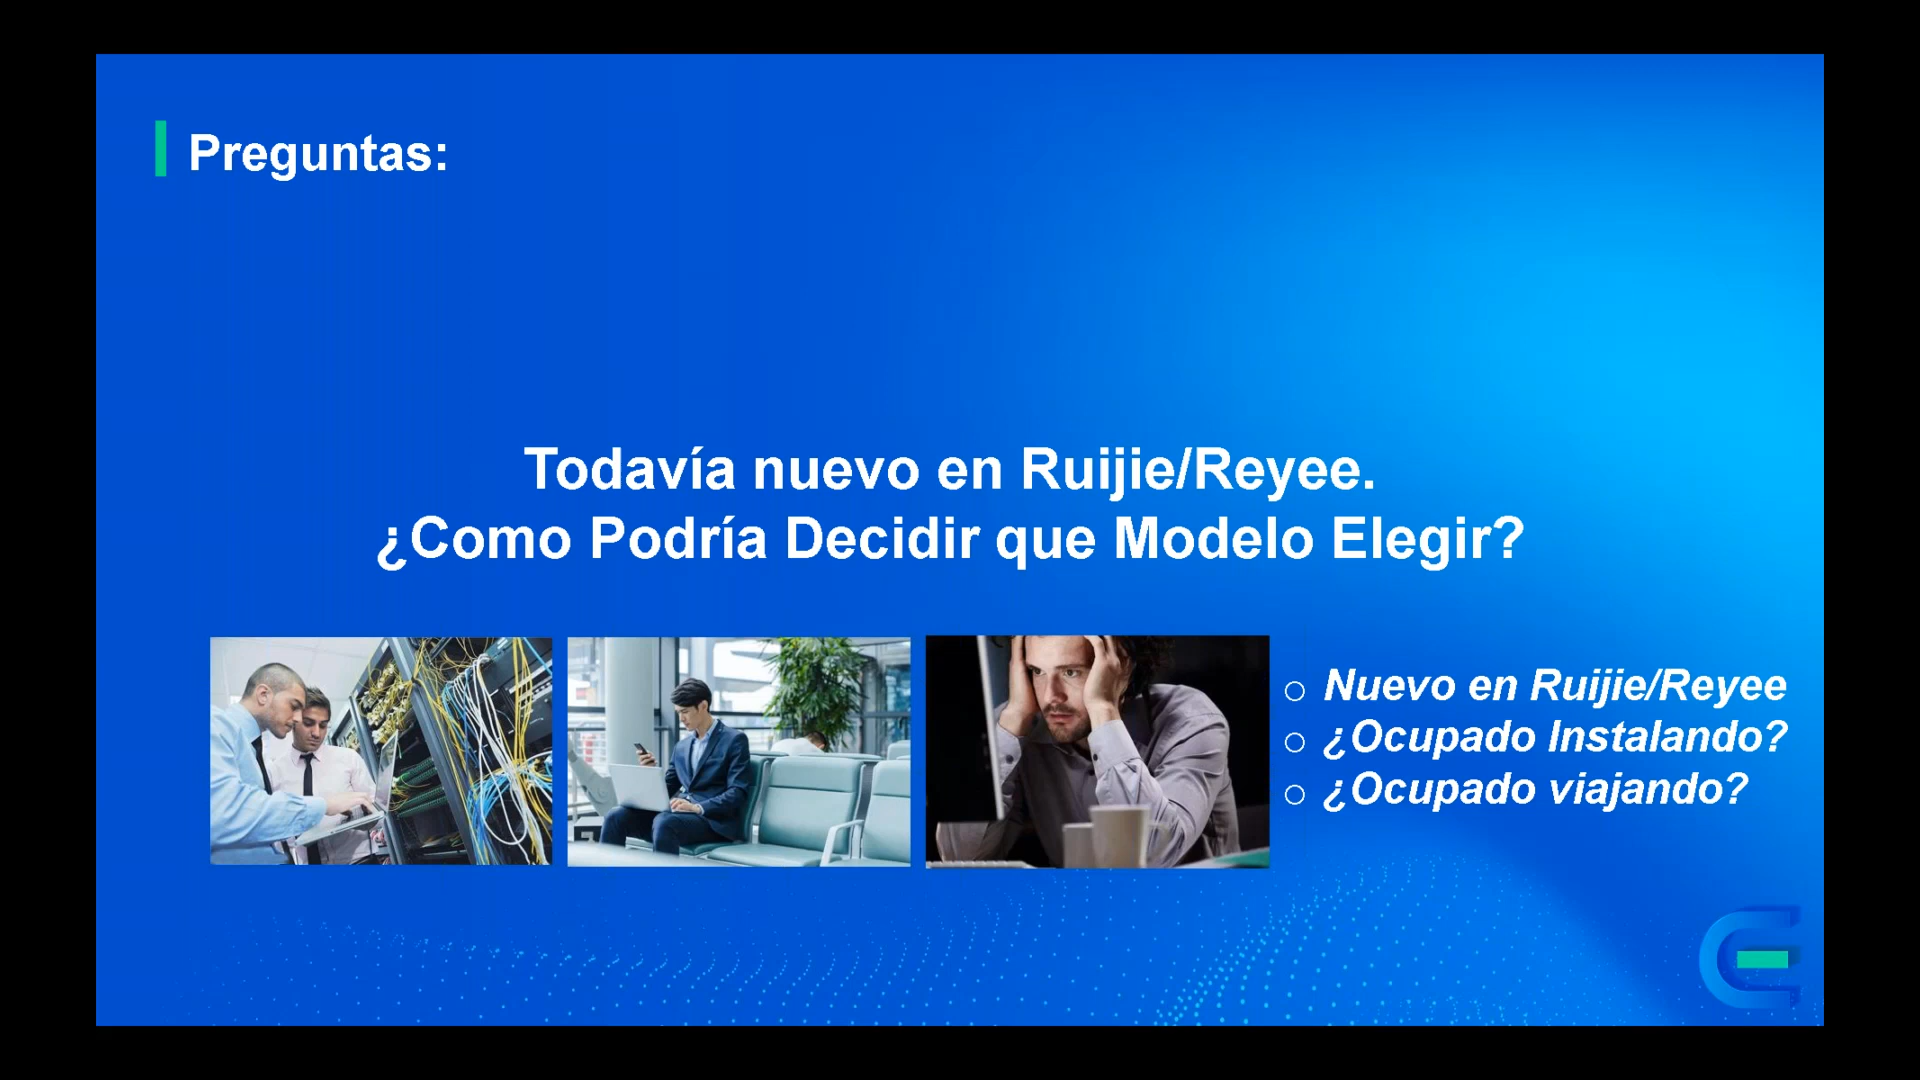 Preguntas:
Todavía nuevo en Ruijie/Reyee.
¿Como Podría Decidir que Modelo Elegir?
o Nuevo en Ruijie/Reyee
o ¿Ocupado Instalando?
o ¿Ocupado viajando?